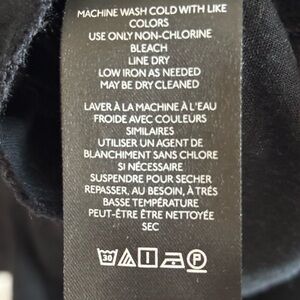 MACHINE WASH COLD WITH LIKE
COLORS
USE ONLY NON-CHLORINE
BLEACH
LINE DRY
LOW IRON AS NEEDED
MAY BE DRY CLEANED
LAVER À LA MACHINE À L'EAU
FROIDE AVEC COULEURS
SIMILAIRES
UTILISER UN AGENT DE
BLANCHIMENT SANS CHLORE
SI NÉCESSAIRE
SUSPENDRE POUR SÉCHER
REPASSER, AU BESOIN, À TRÈS
BASSE TEMPÉRATURE
PEUT-ÊTRE ÊTRE NETTOYÉE
SEC
30 P